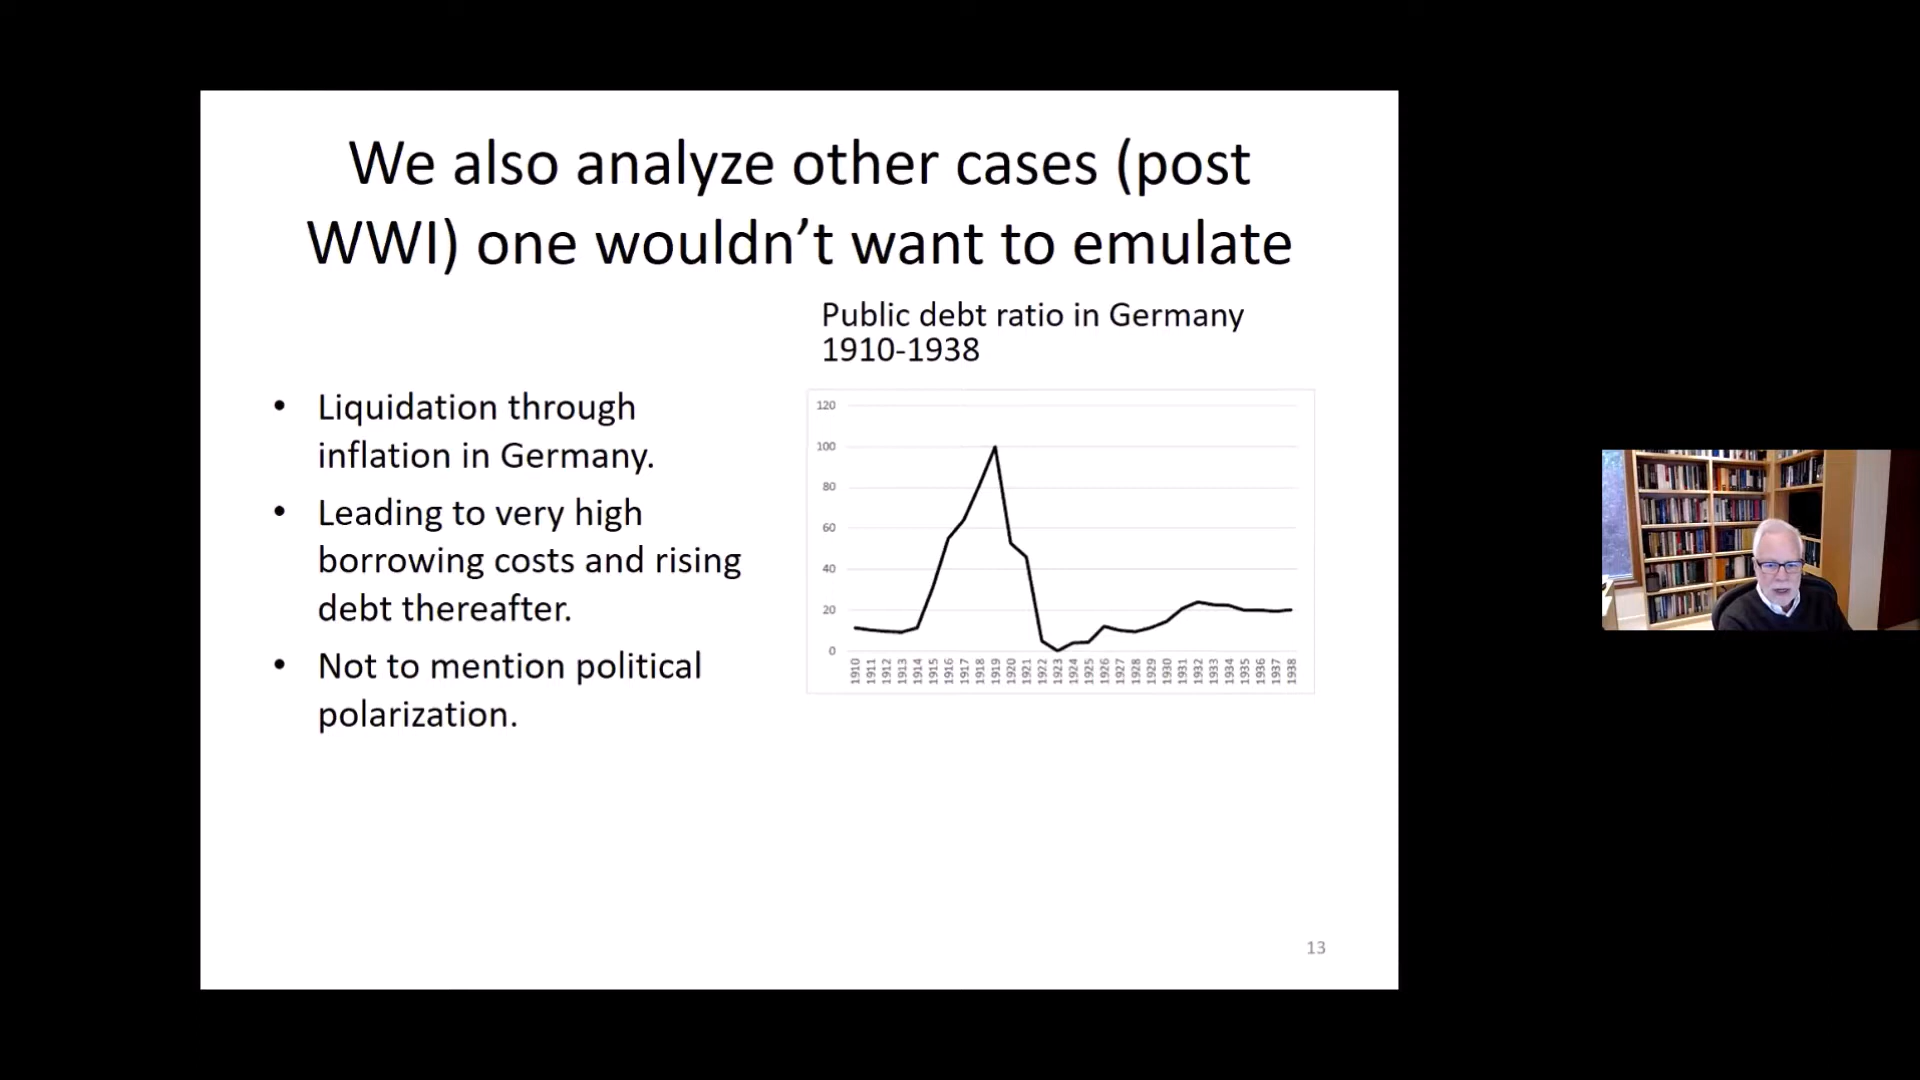 We also analyze other cases (post
WWI) one wouldn’t want to emulate
Public debt ratio in Germany
1910-1938
• Liquidation through
inflation in Germany.
• Leading to very high
borrowing costs and rising
debt thereafter.
• Not to mention political
polarization.
120
100
80
60
40
20
0
1910 1911 1912 1913 1914 1915 1916 1917 1918 1919 1920 1921 1922 1923 1924 1925 1926 1927 1928 1929 1930 1931 1932 1933 1934 1935 1936 1937 1938
13